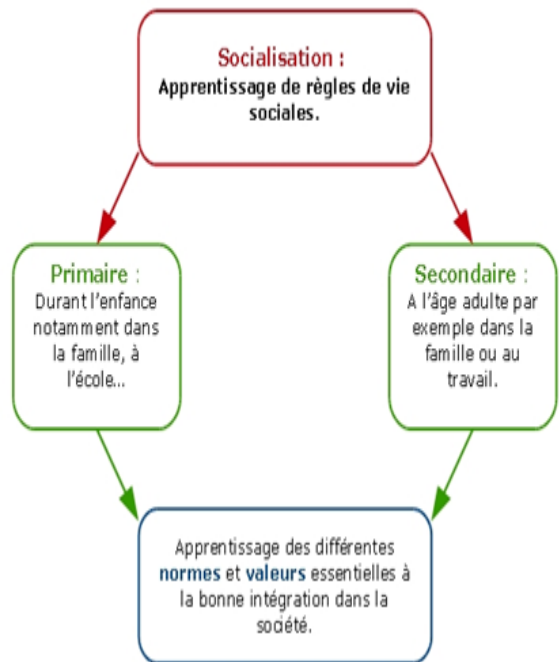 Socialisation :
Apprentissage de règles de vie
sociales.
Primaire :
Durant l'enfance
notamment dans
la famille, à
l'école...
Secondaire :
A l'âge adulte par
exemple dans la
famille ou au
travail.
Apprentissage des différentes
normes et valeurs essentielles à
la bonne intégration dans la
société.